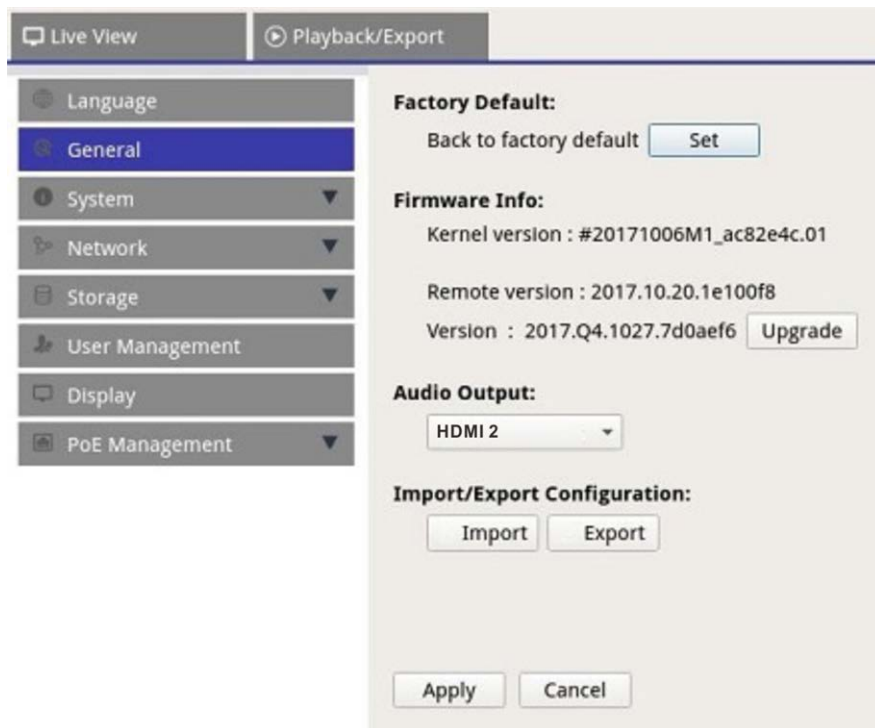 Live View
Playback/Export
Language
General
System
Network
Storage
User Management
Display
PoE Management
Factory Default:
Back to factory default Set
Firmware Info:
Kernel version : #20171006M1_ac82e4c.01
Remote version : 2017.10.20.1e100f8
Version : 2017.Q4.1027.7d0aef6 Upgrade
Audio Output:
HDMI 2
Import/Export Configuration:
Import Export
Apply Cancel